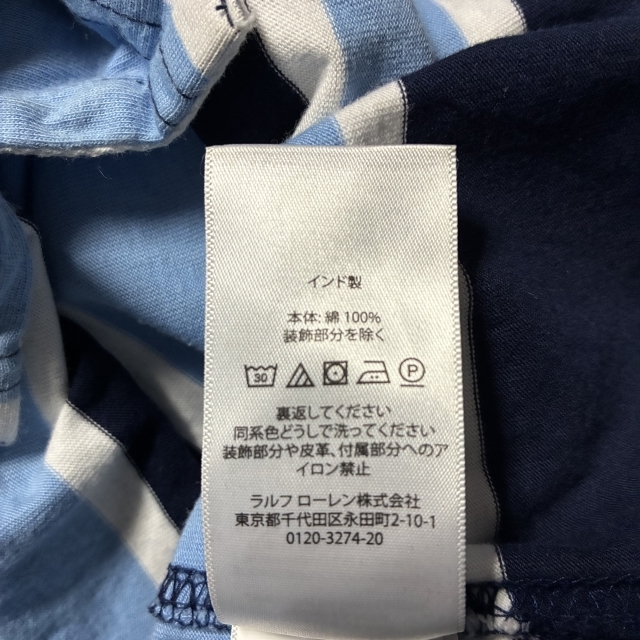 インド製
本体: 綿 100%
装飾部分を除く
30 P
裏返してください
同系色どうしで洗ってください
装飾部分や皮革、付属部分へのア
イロン禁止
ラルフ ローレン株式会社
東京都千代田区永田町2-10-1
0120-3274-20